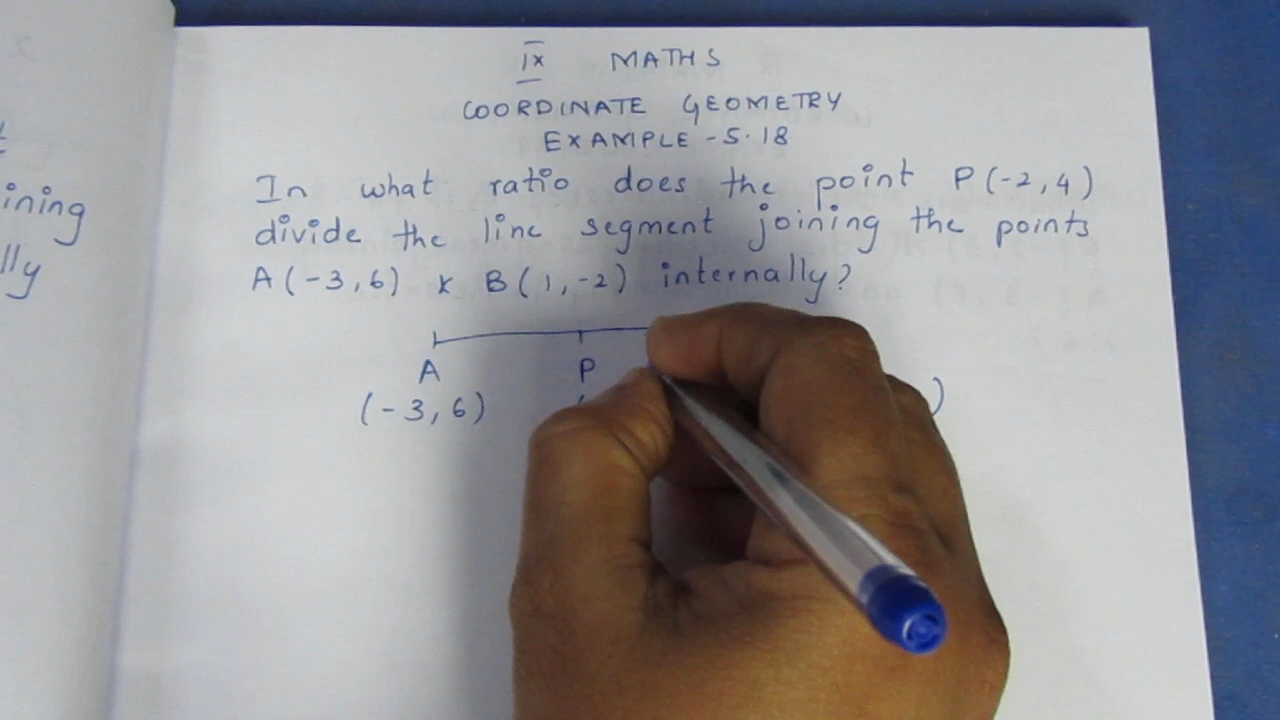 IX MATHS
COORDINATE GEOMETRY
EXAMPLE - 5.18
In what ratio does the point P(-2,4)
divide the line segment joining the points
A(-3,6) & B(1,-2) internally?
A P
(-3,6) ( )
ining
lly